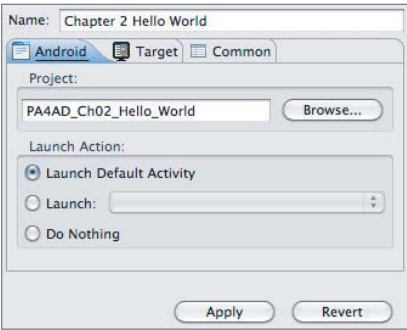 Name: Chapter 2 Hello World
Android Target Common
Project:
PA4AD_Ch02_Hello_World Browse...
Launch Action:
Launch Default Activity
Launch:
Do Nothing
Apply Revert